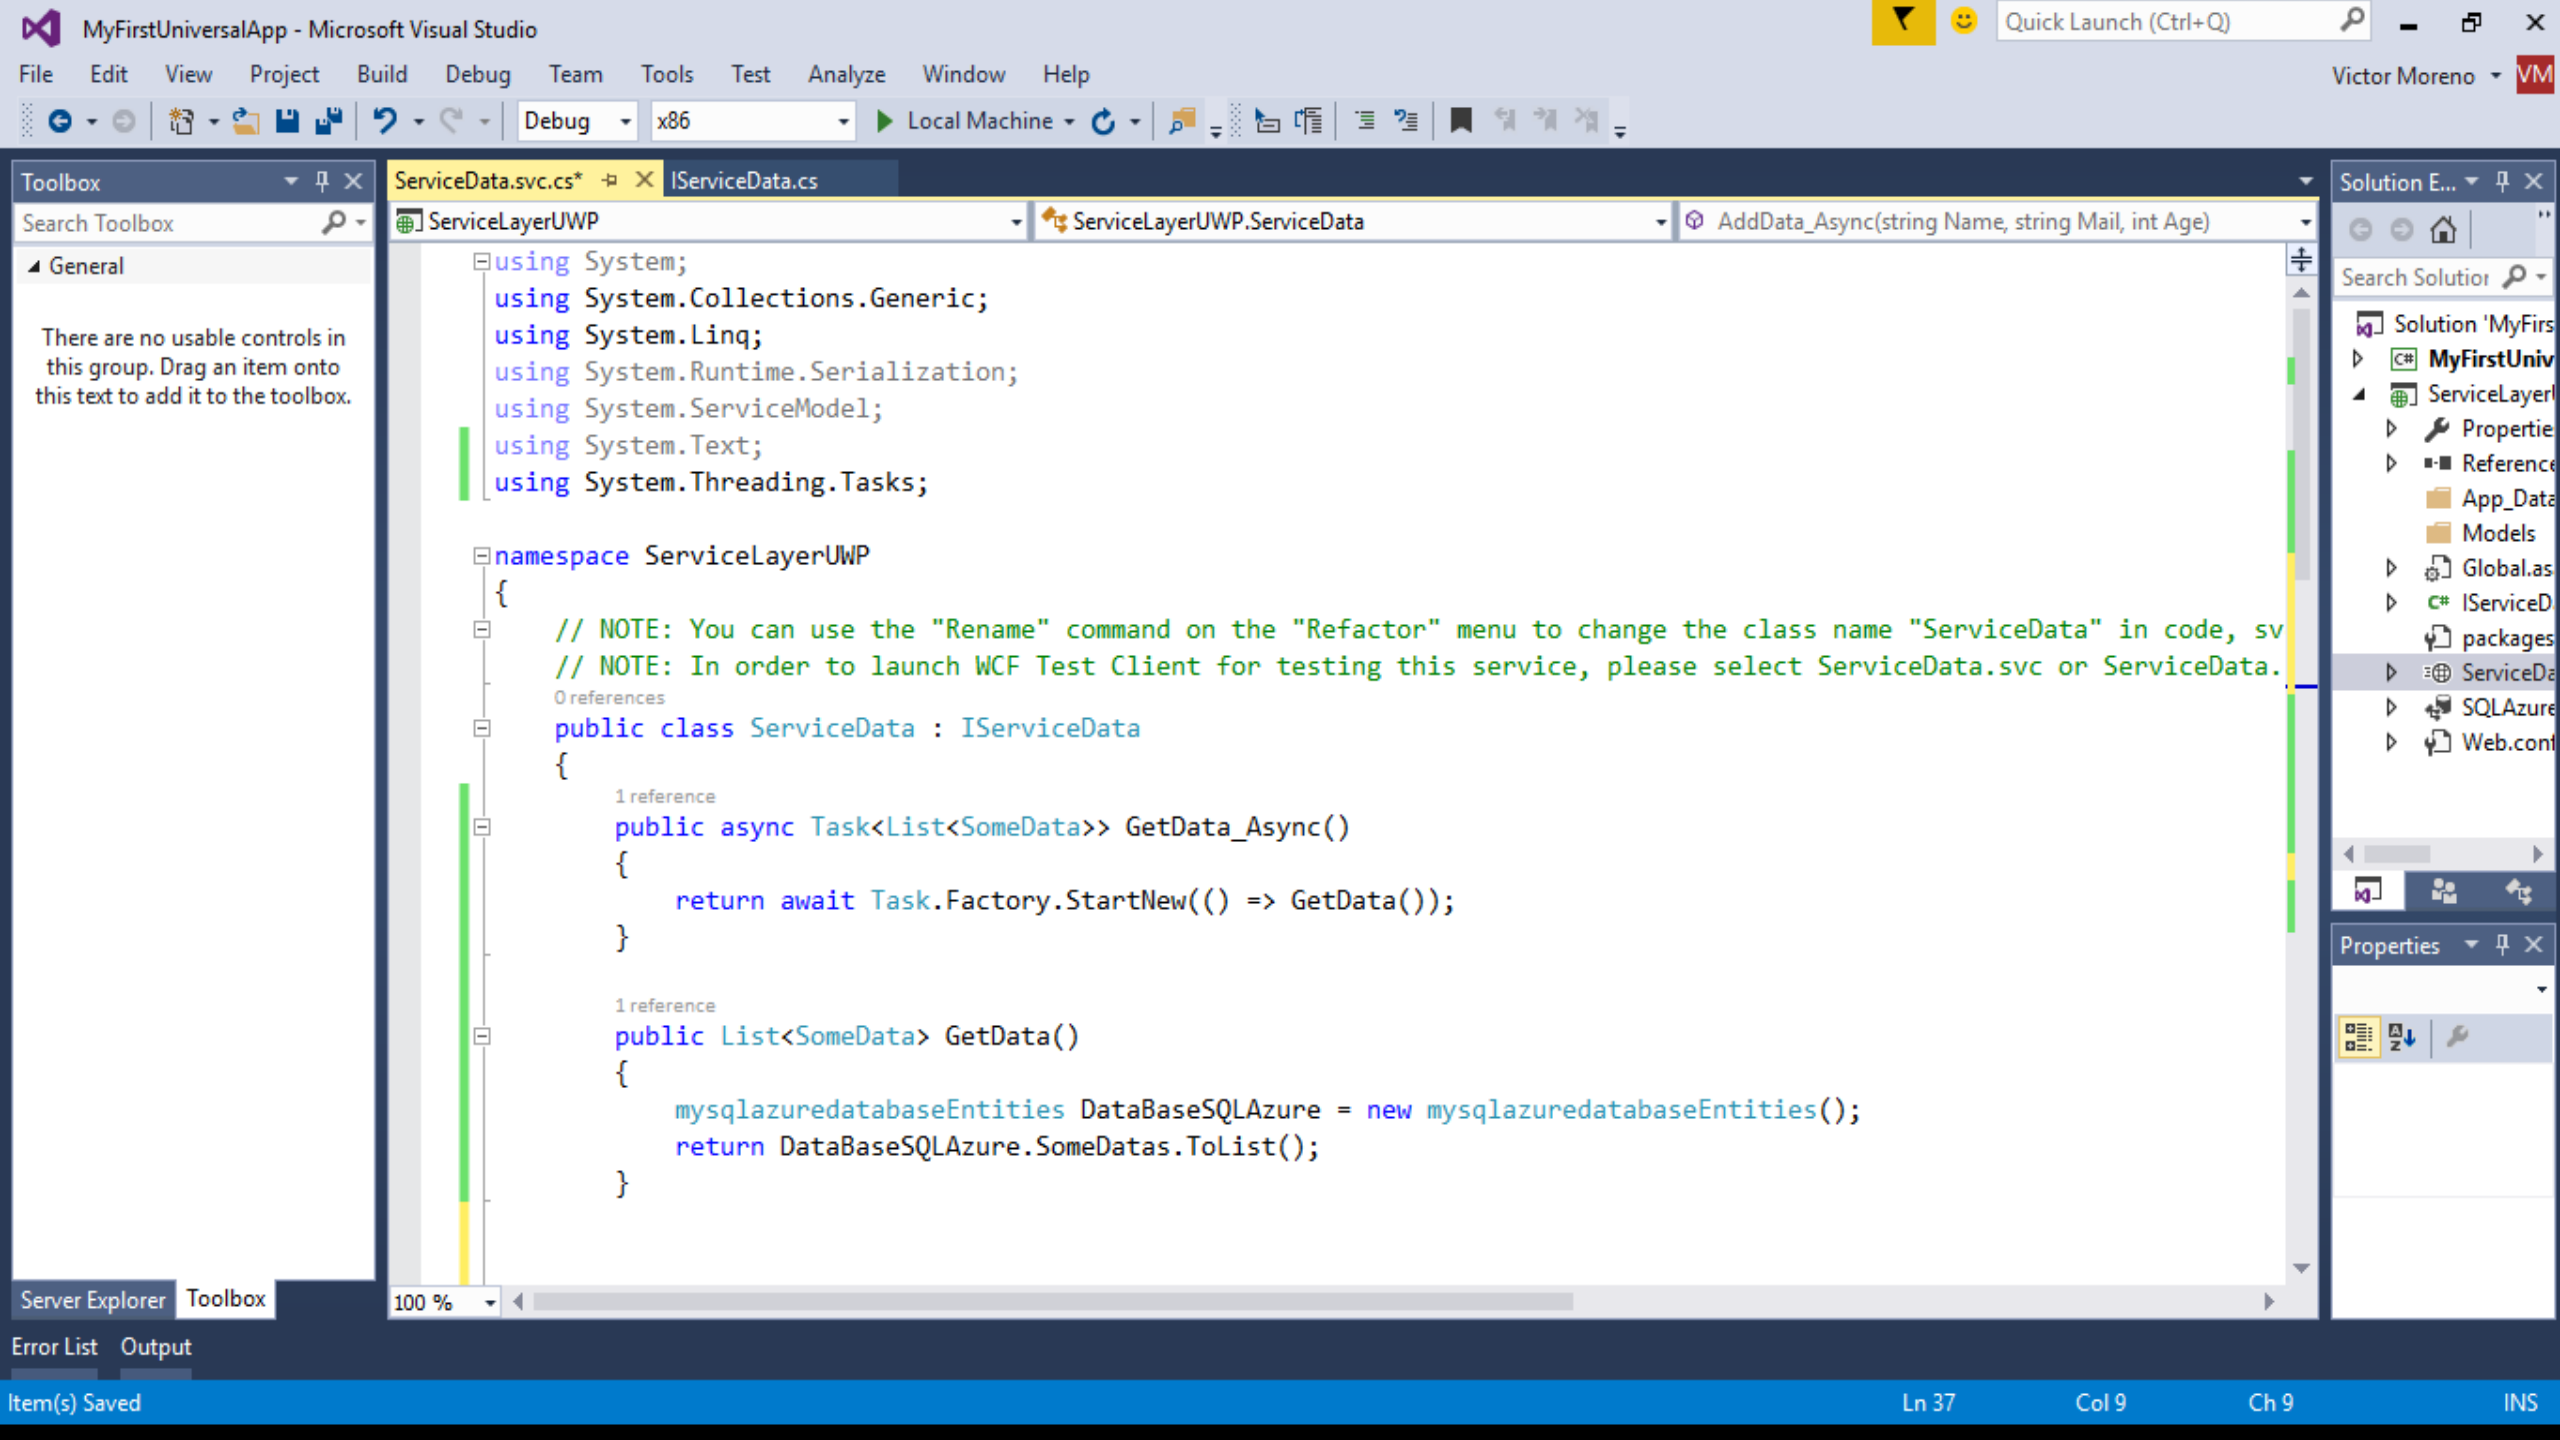 MyFirstUniversalApp - Microsoft Visual Studio
Quick Launch (Ctrl+Q)
File Edit View Project Build Debug Team Tools Test Analyze Window Help
Victor Moreno VM
Debug x86 Local Machine
Toolbox
ServiceData.svc.cs* IServiceData.cs
Solution E...
Search Toolbox
ServiceLayerUWP ServiceLayerUWP.ServiceData AddData_Async(string Name, string Mail, int Age)
General
There are no usable controls in
this group. Drag an item onto
this text to add it to the toolbox.
using System;
using System.Collections.Generic;
using System.Linq;
using System.Runtime.Serialization;
using System.ServiceModel;
using System.Text;
using System.Threading.Tasks;
namespace ServiceLayerUWP
{
// NOTE: You can use the "Rename" command on the "Refactor" menu to change the class name "ServiceData" in code, sv
// NOTE: In order to launch WCF Test Client for testing this service, please select ServiceData.svc or ServiceData.
0 references
public class ServiceData : IServiceData
{
1 reference
public async Task<List<SomeData>> GetData_Async()
{
return await Task.Factory.StartNew(() => GetData());
}
1 reference
public List<SomeData> GetData()
{
mysqlazuredatabaseEntities DataBaseSQLAzure = new mysqlazuredatabaseEntities();
return DataBaseSQLAzure.SomeDatas.ToList();
}
100 %
Search Solution
Solution 'MyFirs
C# MyFirstUniv
ServiceLayerU
Propertie
Reference
App_Data
Models
Global.as
C# IServiceD
packages
ServiceDa
SQLAzure
Web.conf
Properties
Server Explorer Toolbox
Error List Output
Item(s) Saved Ln 37 Col 9 Ch 9 INS